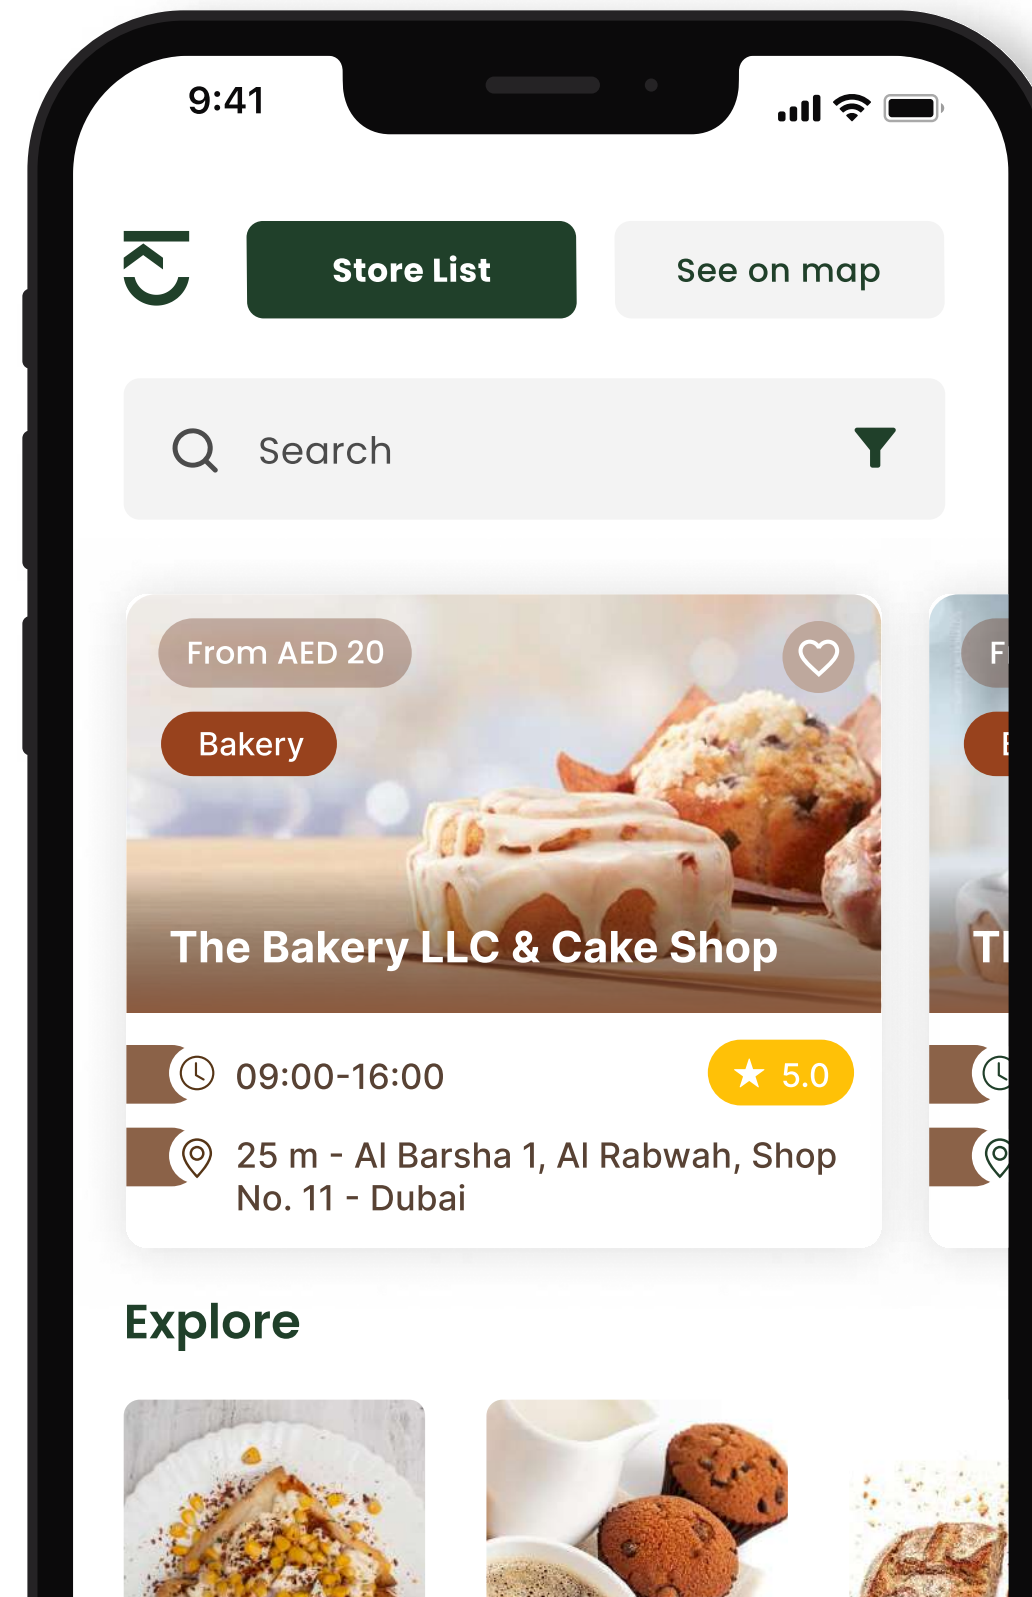 9:41
Store List
See on map
Search
From AED 20
Bakery
The Bakery LLC & Cake Shop
09:00-16:00
5.0
25 m - Al Barsha 1, Al Rabwah, Shop
No. 11 - Dubai
Explore